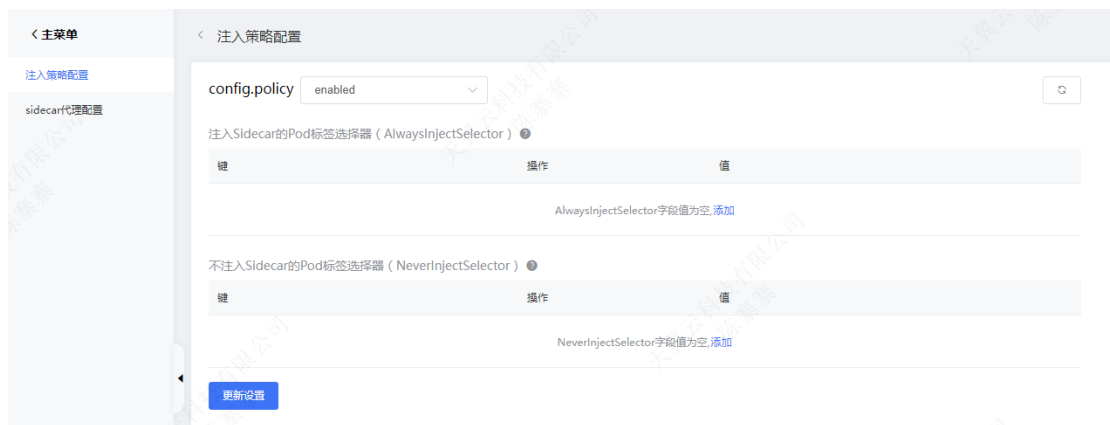 主菜单
注入策略配置
注入策略配置
sidecar代理配置
config.policy enabled
注入Sidecar的Pod标签选择器 ( AlwaysInjectSelector )
键 操作 值
AlwaysInjectSelector字段值为空,添加
不注入Sidecar的Pod标签选择器 ( NeverInjectSelector )
键 操作 值
NeverInjectSelector字段值为空,添加
更新设置